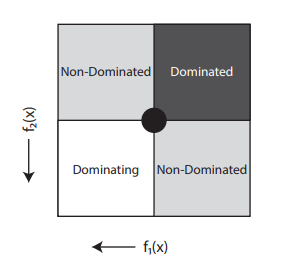 Non-Dominated
Dominated
f₂(x)
Dominating
Non-Dominated
f₁(x)